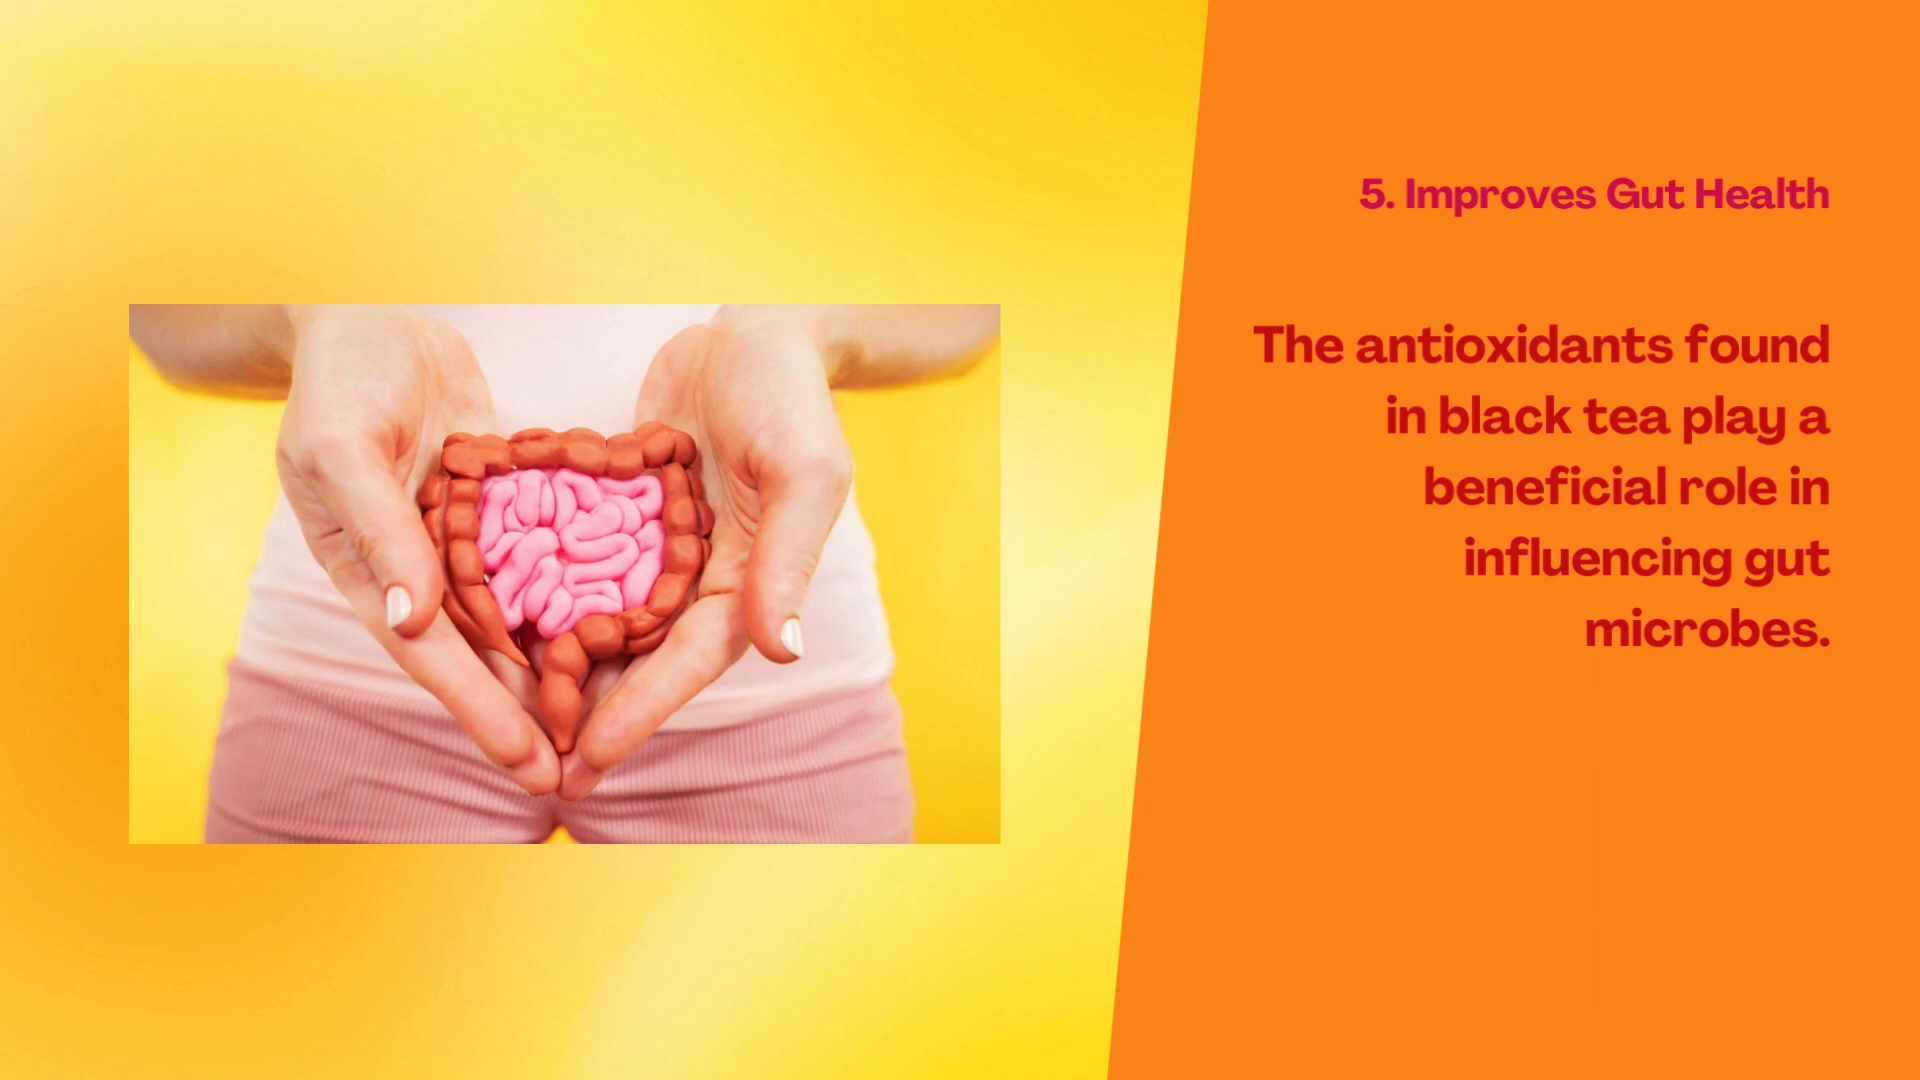 5. Improves Gut Health
The antioxidants found
in black tea play a
beneficial role in
influencing gut
microbes.